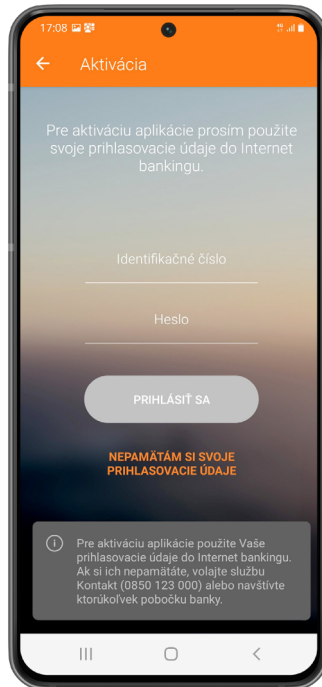 17:08
Aktivácia
Pre aktiváciu aplikácie prosím použite
svoje prihlasovacie údaje do Internet
bankingu.
Identifikačné číslo
Heslo
PRIHLÁSIŤ SA
NEPAMÄTÁM SI SVOJE
PRIHLASOVACIE ÚDAJE
Pre aktiváciu aplikácie použite Vaše
prihlasovacie údaje do Internet bankingu.
Ak si ich nepamätáte, volajte službu
Kontakt (0850 123 000) alebo navštívte
ktorúkoľvek pobočku banky.